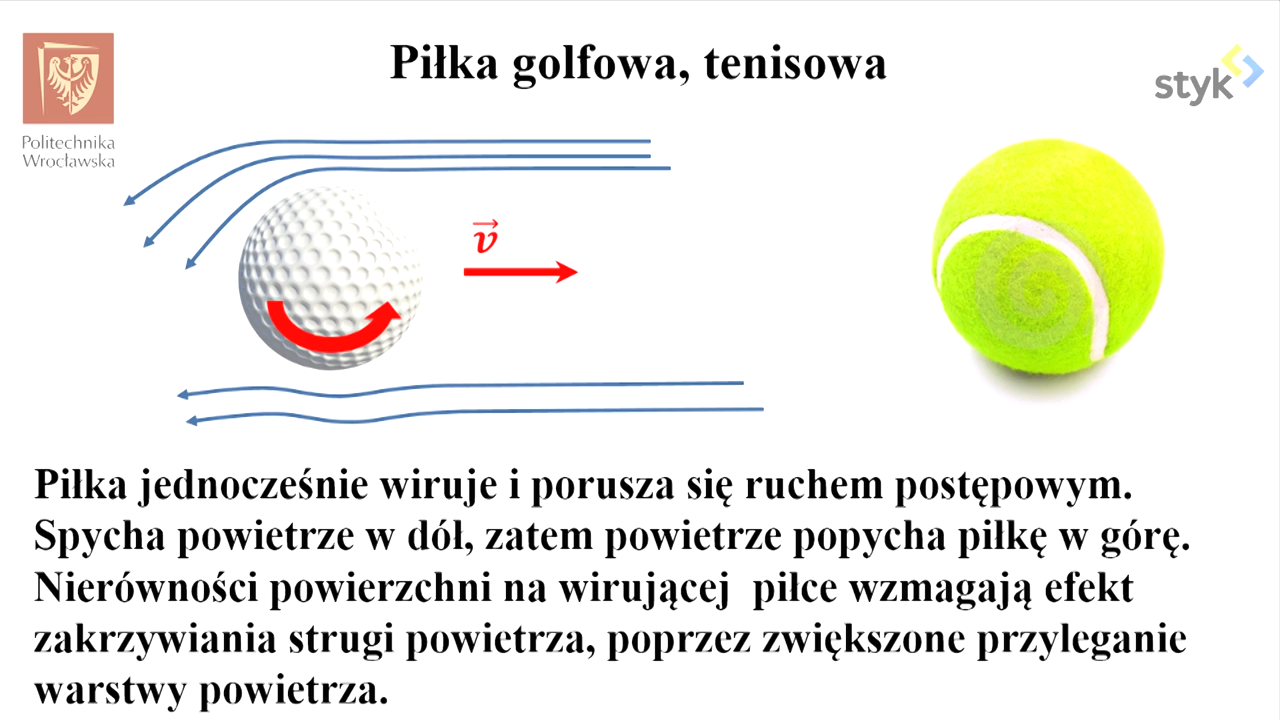 Piłka golfowa, tenisowa
Politechnika
Wrocławska
styk
v
Piłka jednocześnie wiruje i porusza się ruchem postępowym.
Spycha powietrze w dół, zatem powietrze popycha piłkę w górę.
Nierówności powierzchni na wirującej piłce wzmagają efekt
zakrzywiania strugi powietrza, poprzez zwiększone przyleganie
warstwy powietrza.